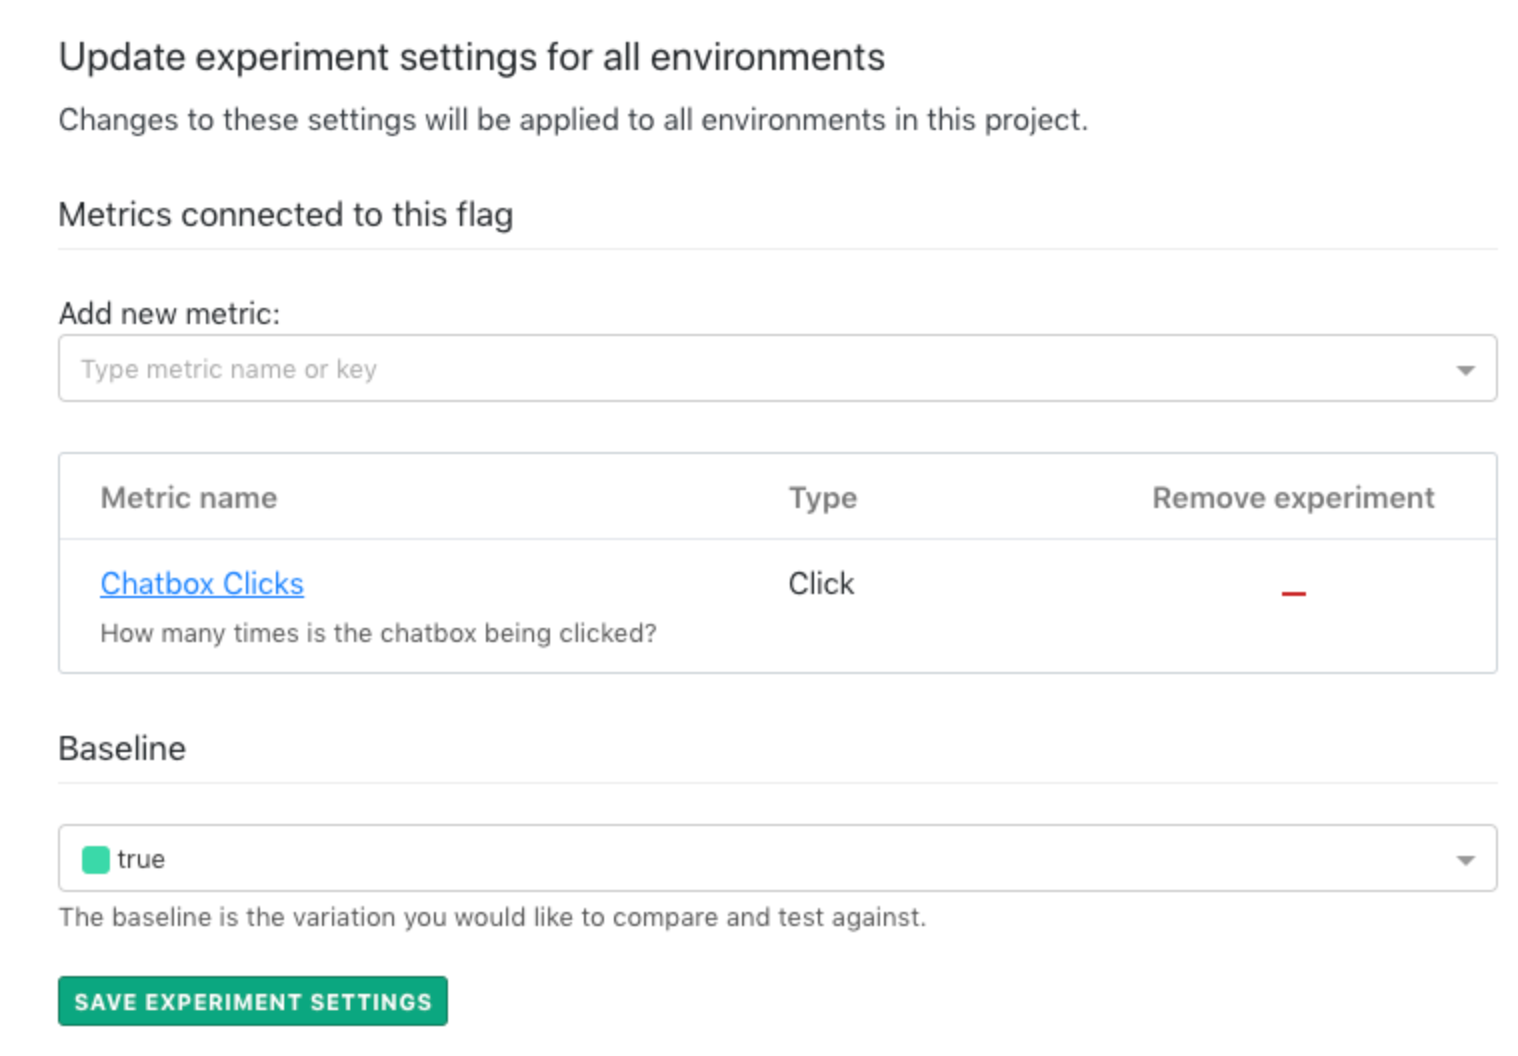 Update experiment settings for all environments
Changes to these settings will be applied to all environments in this project.
Metrics connected to this flag
Add new metric:
Type metric name or key
Metric name Type Remove experiment
Chatbox Clicks Click
How many times is the chatbox being clicked?
Baseline
true
The baseline is the variation you would like to compare and test against.
SAVE EXPERIMENT SETTINGS